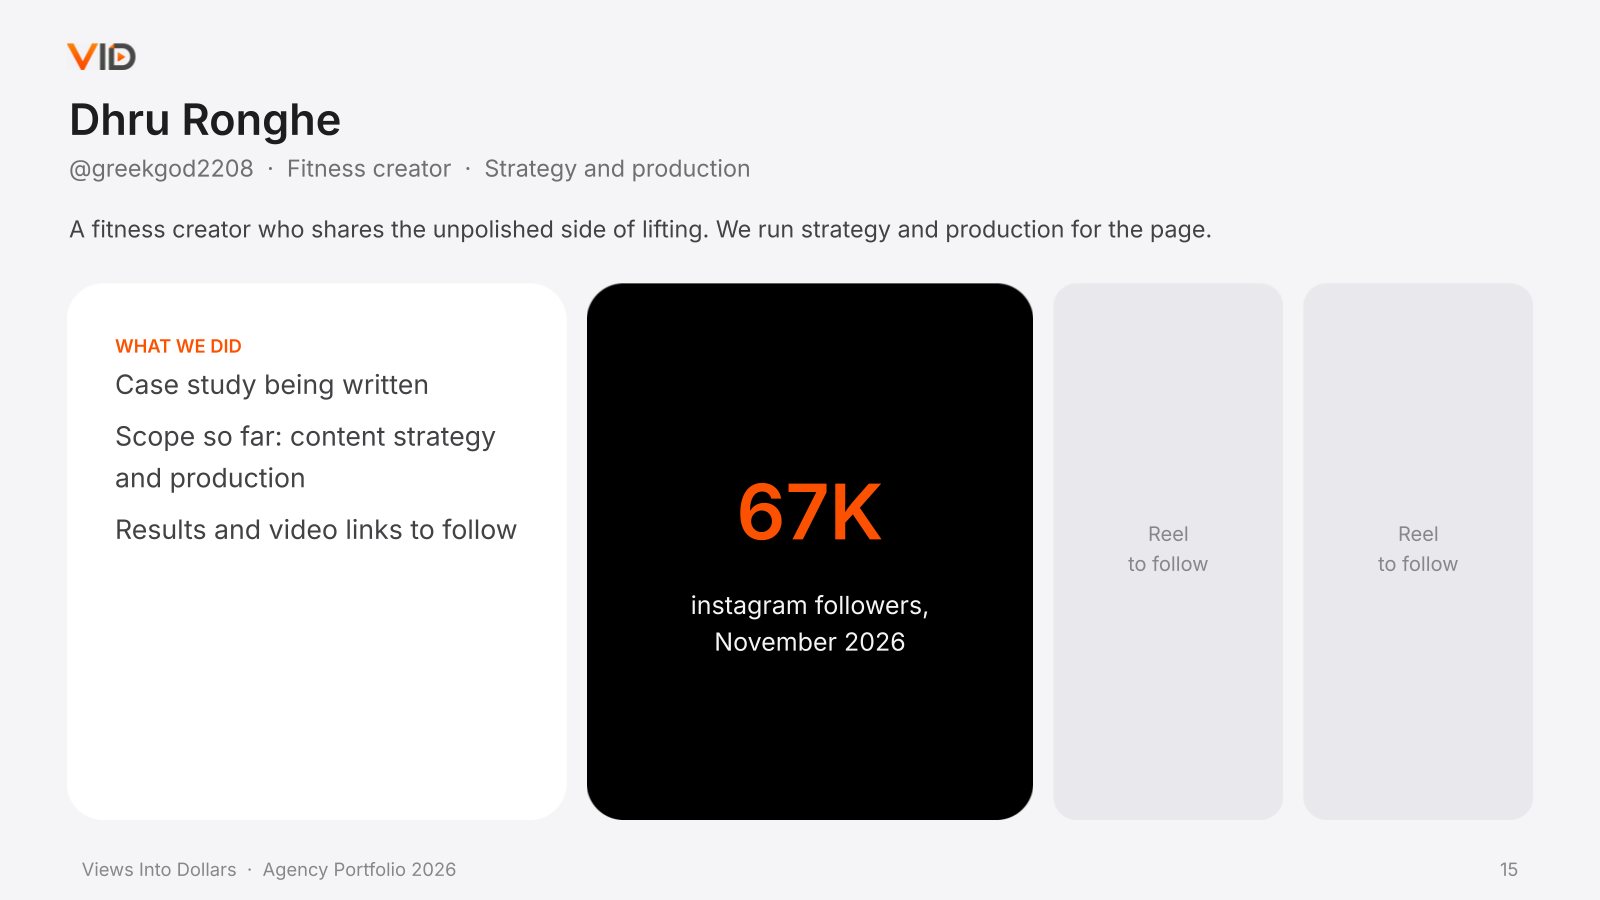 VID
Dhru Ronghe
@greekgod2208 · Fitness creator · Strategy and production
A fitness creator who shares the unpolished side of lifting. We run strategy and production for the page.
WHAT WE DID
Case study being written
Scope so far: content strategy
and production
Results and video links to follow
67K
instagram followers,
November 2026
Reel
to follow
Reel
to follow
Views Into Dollars · Agency Portfolio 2026
15